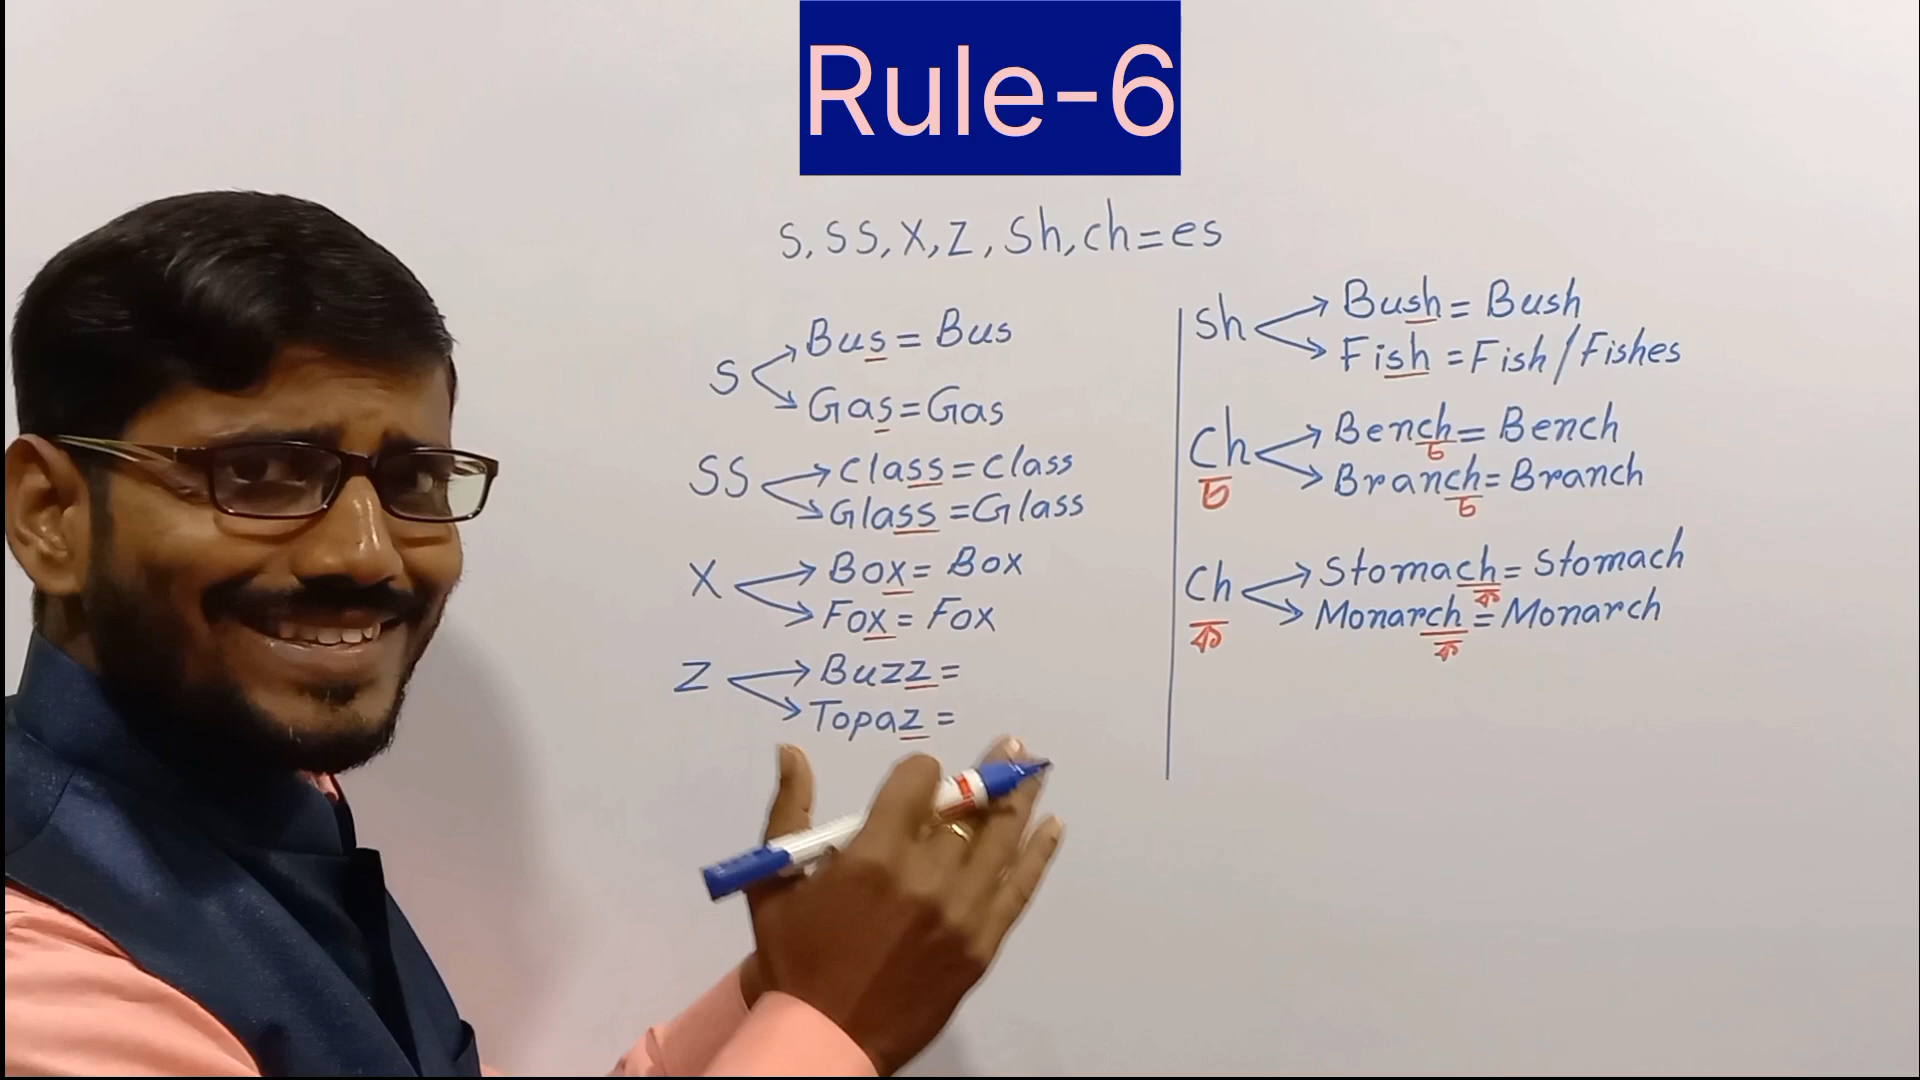 Rule-6
S, SS, X, Z, Sh, ch=es
S
Bus = Bus
Gas=Gas
SS
Class=Class
Glass=Glass
X
Box= Box
Fox= Fox
Z
Buzz=
Topaz=
Sh
Bush= Bush
Fish =Fish/Fishes
Ch
চ
Bench= Bench
চ
Branch= Branch
চ
Ch
ক
Stomach= Stomach
ক
Monarch=Monarch
ক